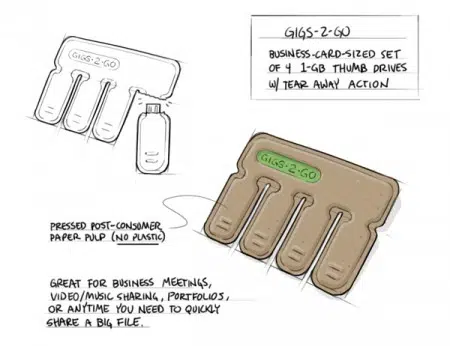 GIGS-2-GO
GIGS-2-GO
BUSINESS-CARD-SIZED SET
OF 4 1-GB THUMB DRIVES
W/ TEAR AWAY ACTION
GIGS-2-GO
PRESSED POST-CONSUMER
PAPER PULP (NO PLASTIC)
GREAT FOR BUSINESS MEETINGS,
VIDEO/MUSIC SHARING, PORTFOLIOS,
OR ANYTIME YOU NEED TO QUICKLY
SHARE A BIG FILE.